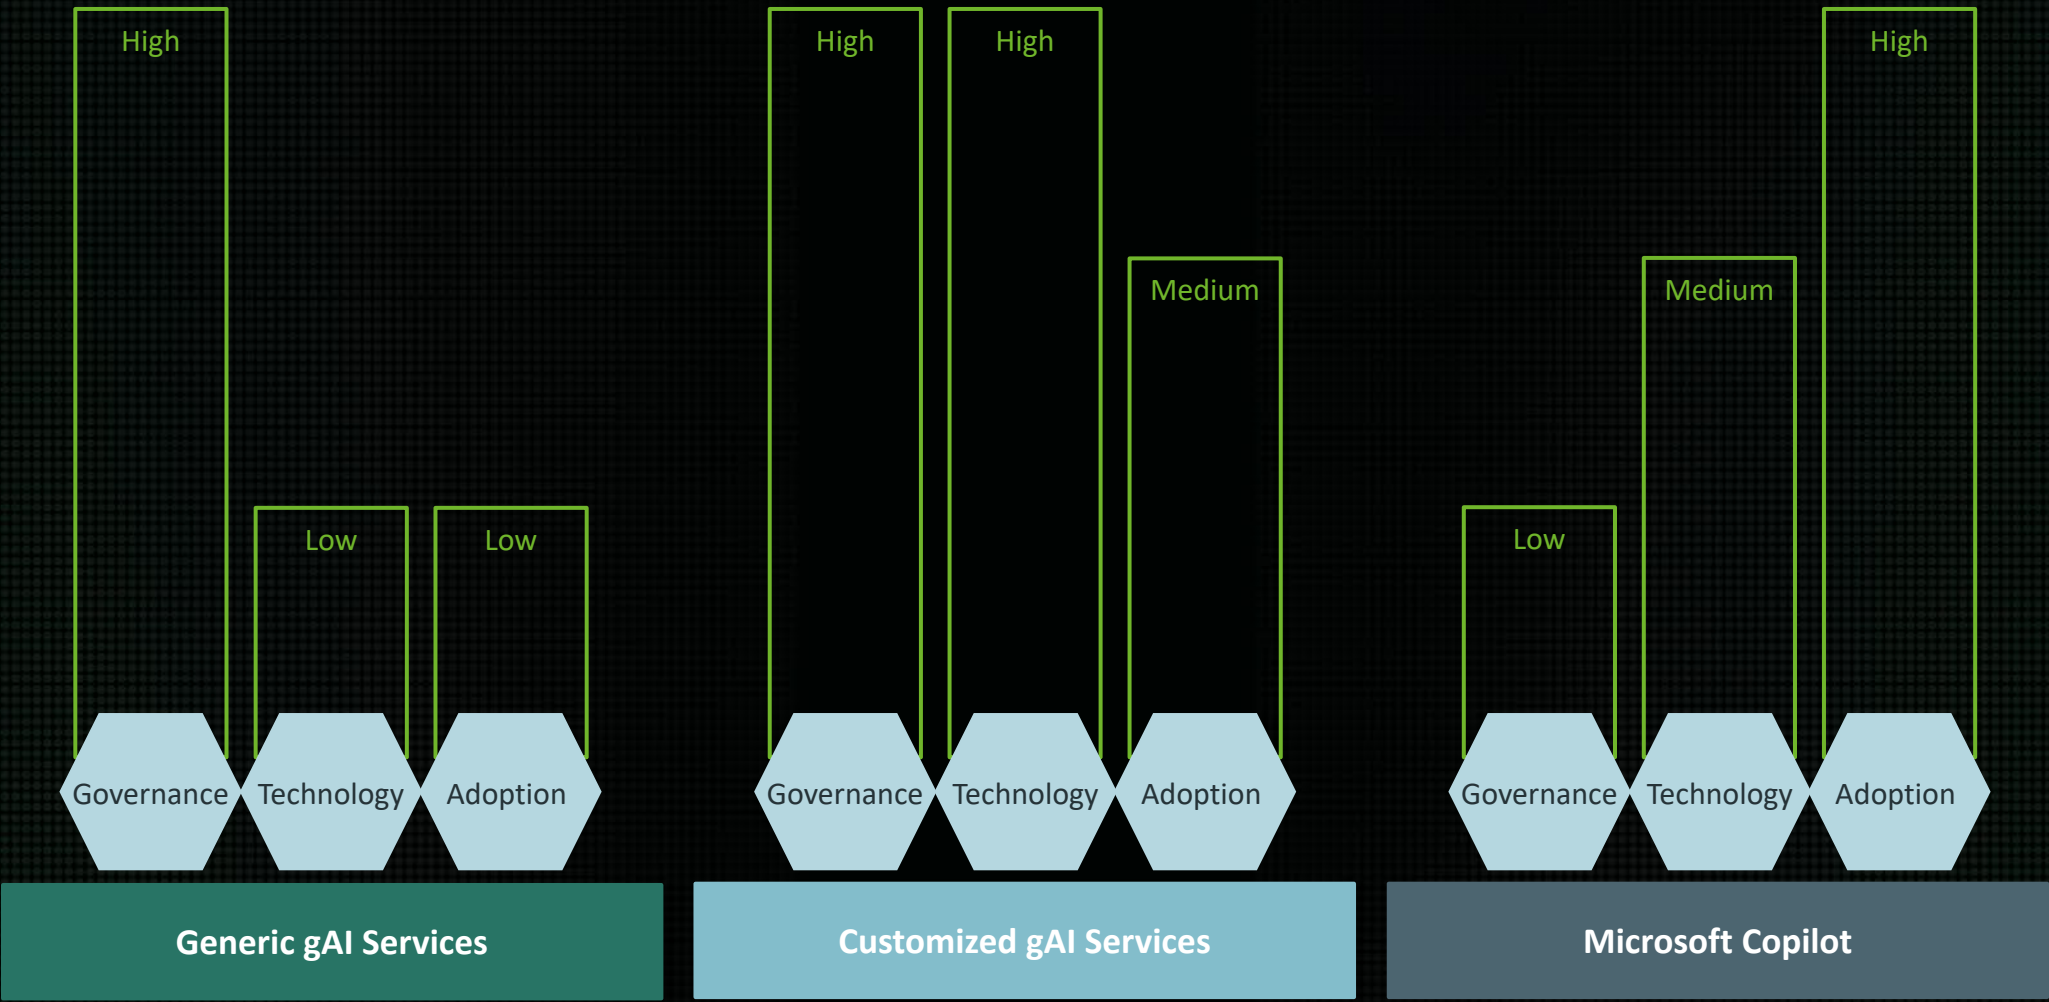 High
Low
Low
Governance
Technology
Adoption
Generic gAI Services
High
High
Medium
Governance
Technology
Adoption
Customized gAI Services
Low
Medium
High
Governance
Technology
Adoption
Microsoft Copilot